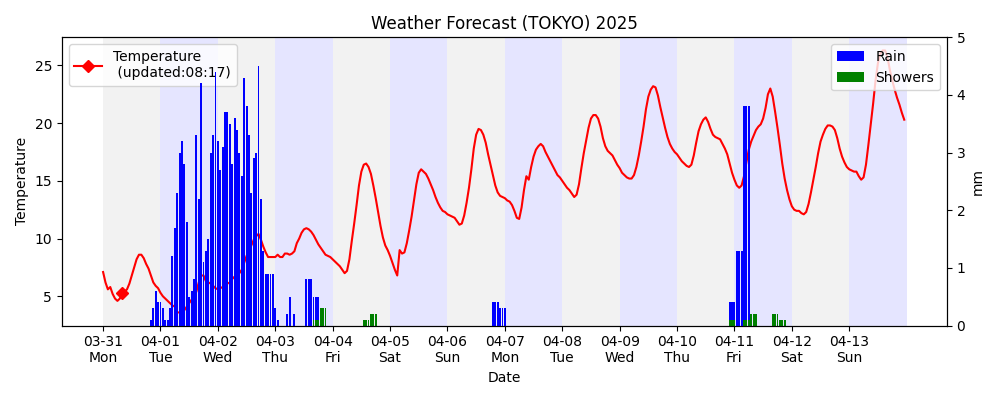 Weather Forecast (TOKYO) 2025
Temperature
(updated:08:17)
Rain
Showers
Temperature
25
20
15
10
5
5
4
3
2
1
0
mm
03-31 04-01 04-02 04-03 04-04 04-05 04-06 04-07 04-08 04-09 04-10 04-11 04-12 04-13
Mon Tue Wed Thu Fri Sat Sun Mon Tue Wed Thu Fri Sat Sun
Date